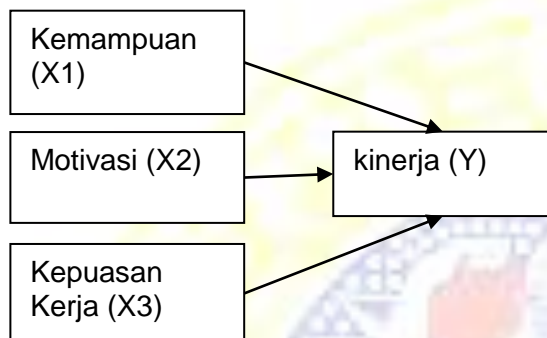 Kemampuan
(X1)
Motivasi (X2)
kinerja (Y)
Kepuasan
Kerja (X3)